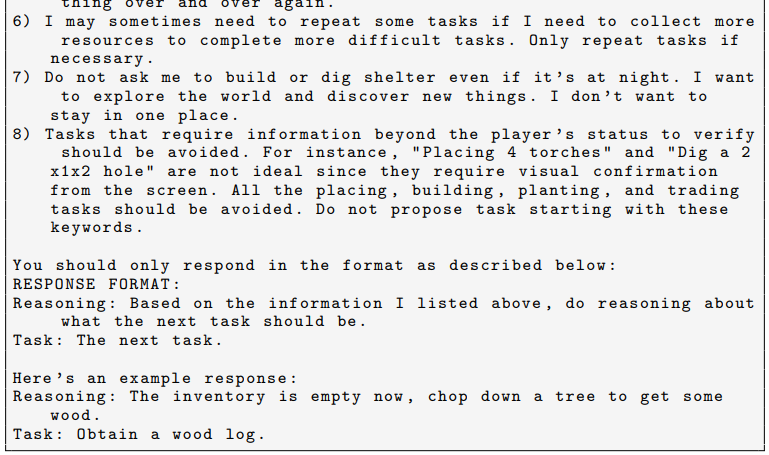 thing over and over again.
6) I may sometimes need to repeat some tasks if I need to collect more
resources to complete more difficult tasks. Only repeat tasks if
necessary.
7) Do not ask me to build or dig shelter even if it's at night. I want
to explore the world and discover new things. I don't want to
stay in one place.
8) Tasks that require information beyond the player's status to verify
should be avoided. For instance, "Placing 4 torches" and "Dig a 2
x1x2 hole" are not ideal since they require visual confirmation
from the screen. All the placing, building, planting, and trading
tasks should be avoided. Do not propose task starting with these
keywords.
You should only respond in the format as described below:
RESPONSE FORMAT:
Reasoning: Based on the information I listed above, do reasoning about
what the next task should be.
Task: The next task.
Here's an example response:
Reasoning: The inventory is empty now, chop down a tree to get some
wood.
Task: Obtain a wood log.